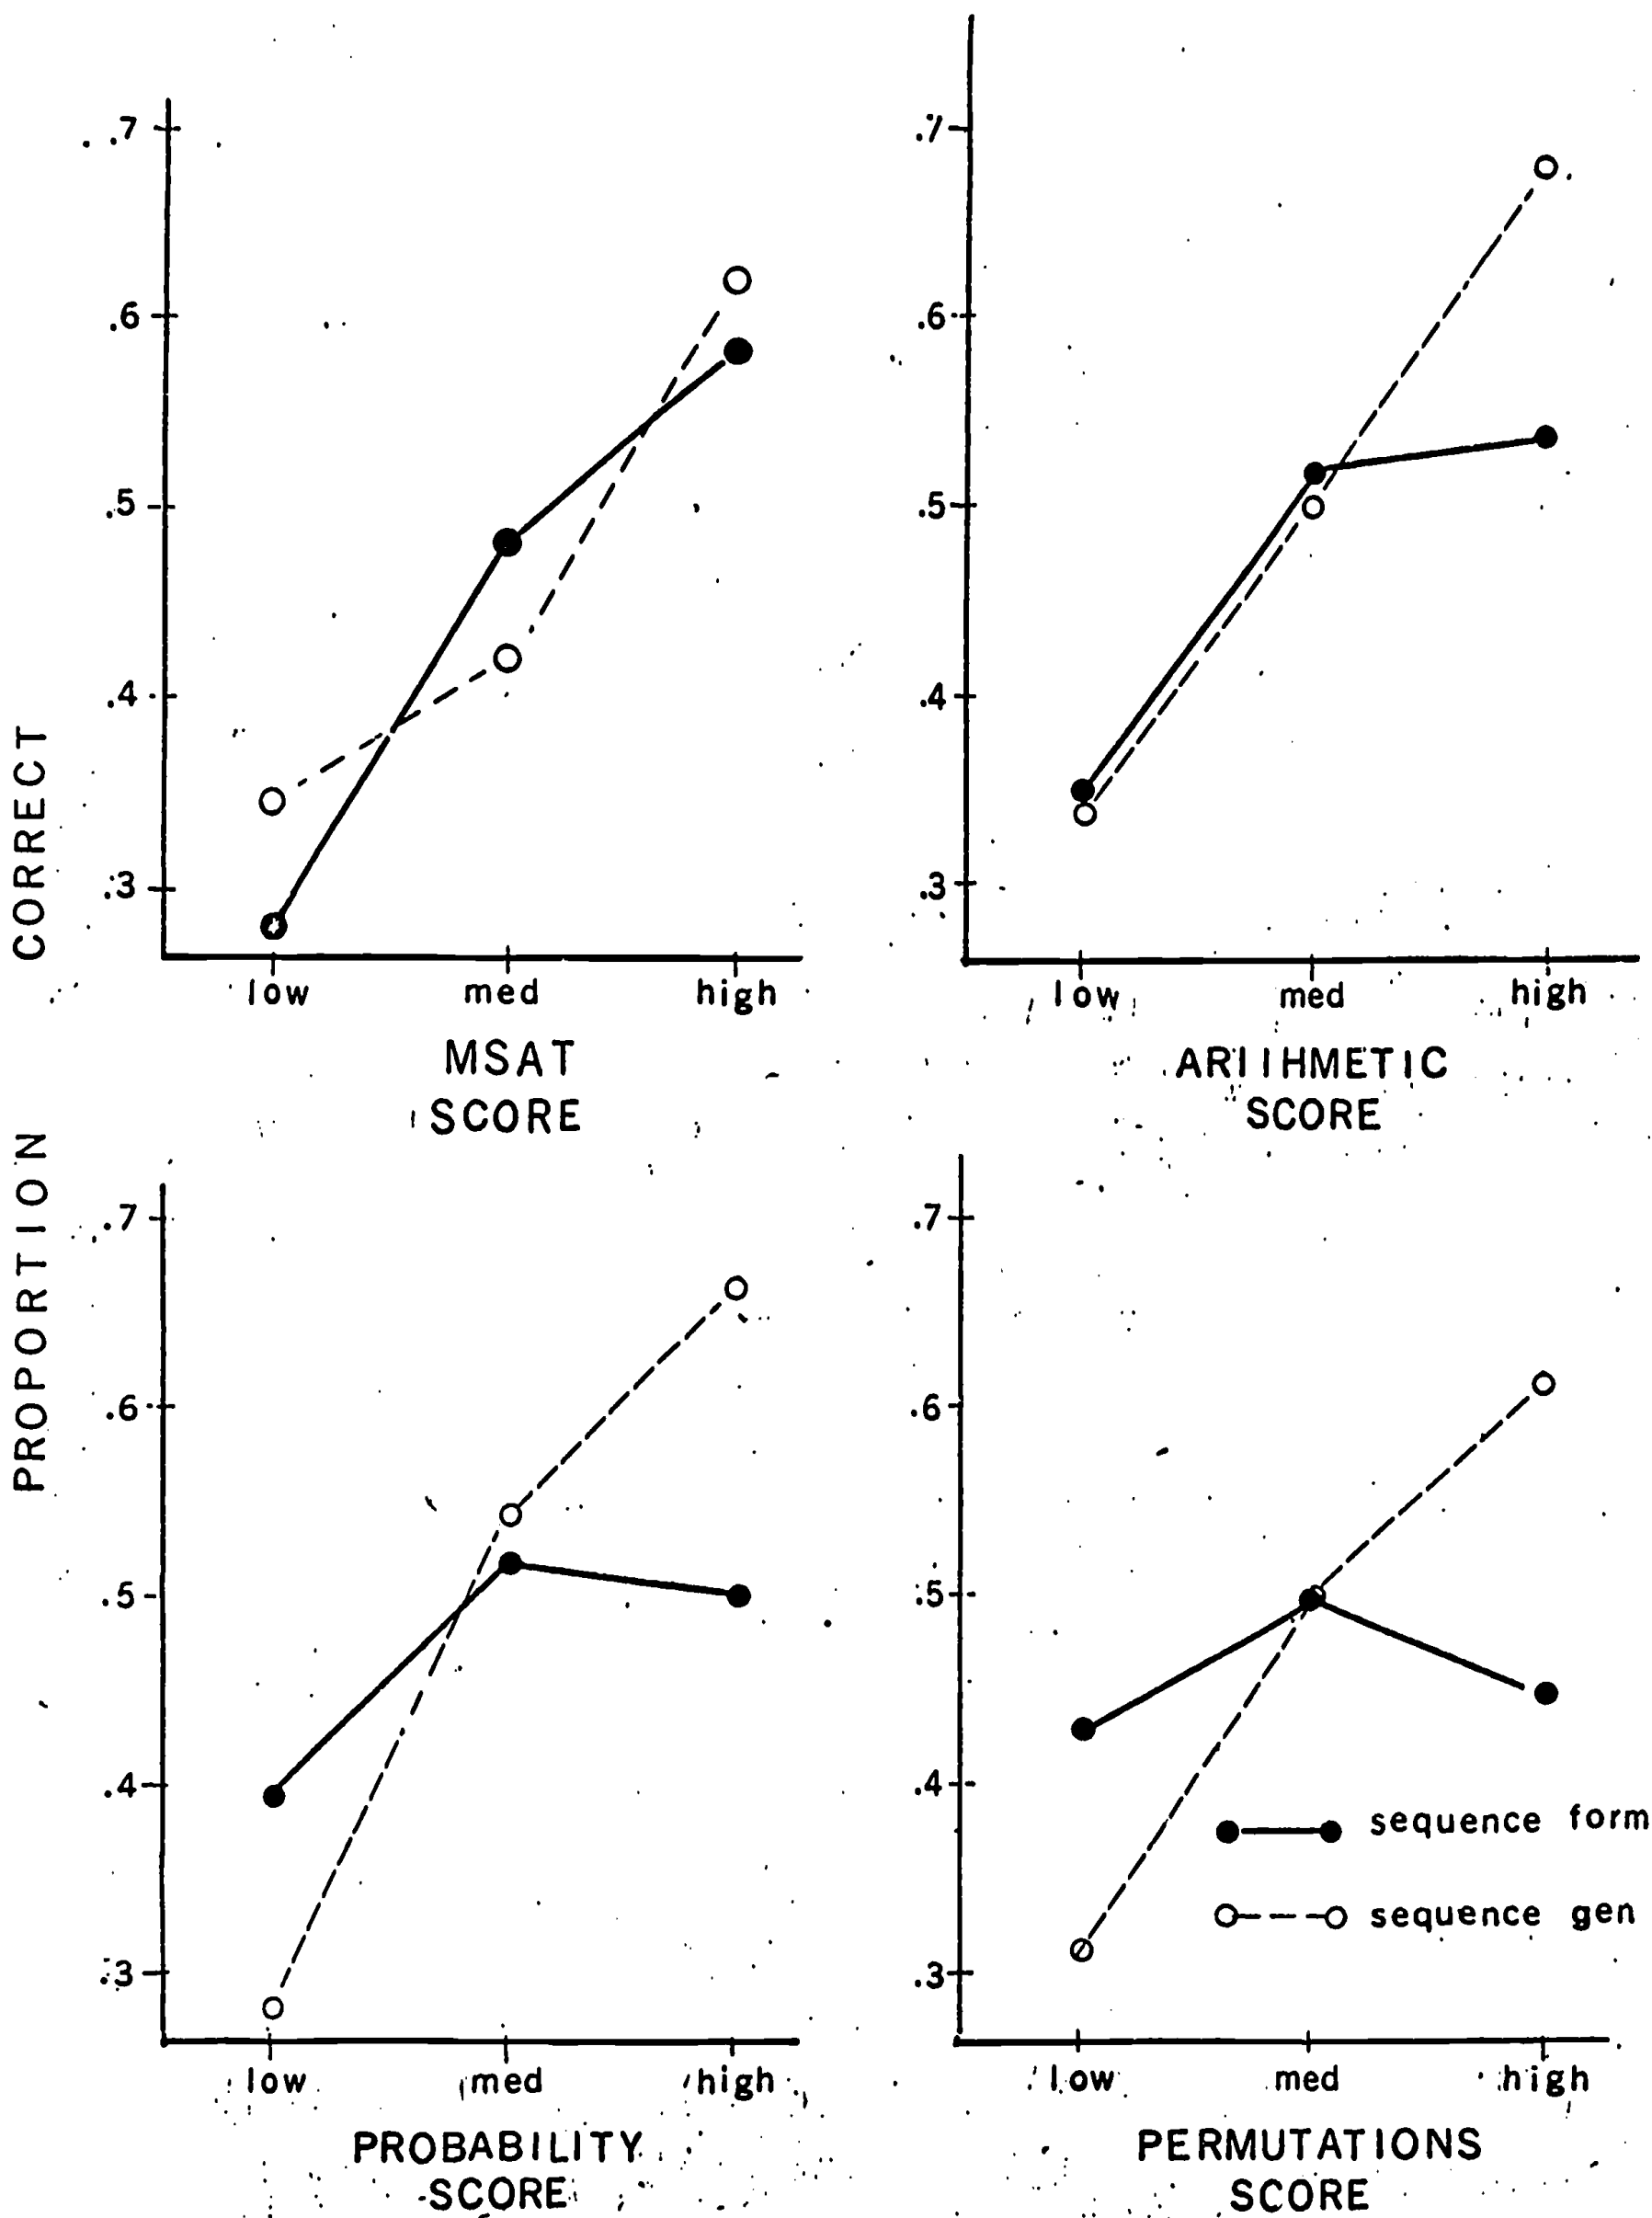 CORRECT
PROPORTION
.7
.6
.5
.4
.3
low med high
MSAT
SCORE
.7
.6
.5
.4
.3
low med high
ARIIHMETIC
SCORE
.7
.6
.5
.4
.3
low med high
PROBABILITY
SCORE
.7
.6
.5
.4
.3
sequence form
sequence gen
low med high
PERMUTATIONS
SCORE